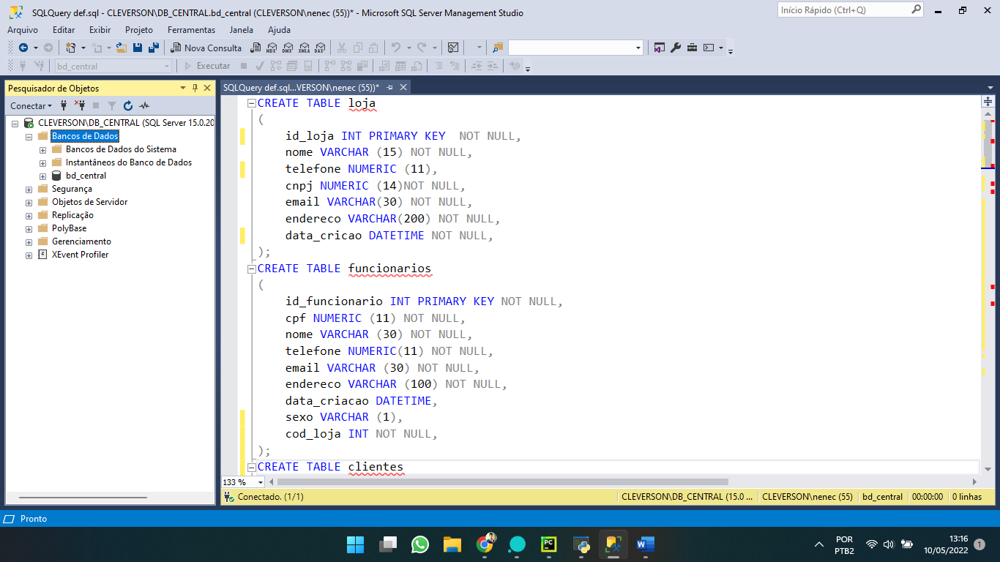 SQLQuery def.sql - CLEVERSON\DB_CENTRAL.bd_central (CLEVERSON\nenec (55))* - Microsoft SQL Server Management Studio
Início Rápido (Ctrl+Q)
Arquivo Editar Exibir Projeto Ferramentas Janela Ajuda
Nova Consulta MDX DMX XMLA DAX
bd_central Executar
Pesquisador de Objetos
Conectar
CLEVERSON\DB_CENTRAL (SQL Server 15.0.20
Bancos de Dados
Bancos de Dados do Sistema
Instantâneos do Banco de Dados
bd_central
Segurança
Objetos de Servidor
Replicação
PolyBase
Gerenciamento
XEvent Profiler
SQLQuery def.sql...VERSON\nenec (55))*
CREATE TABLE loja
(
id_loja INT PRIMARY KEY  NOT NULL,
nome VARCHAR (15) NOT NULL,
telefone NUMERIC (11),
cnpj NUMERIC (14)NOT NULL,
email VARCHAR(30) NOT NULL,
endereco VARCHAR(200) NOT NULL,
data_cricao DATETIME NOT NULL,
);
CREATE TABLE funcionarios
(
id_funcionario INT PRIMARY KEY NOT NULL,
cpf NUMERIC (11) NOT NULL,
nome VARCHAR (30) NOT NULL,
telefone NUMERIC(11) NOT NULL,
email VARCHAR (30) NOT NULL,
endereco VARCHAR (100) NOT NULL,
data_criacao DATETIME,
sexo VARCHAR (1),
cod_loja INT NOT NULL,
);
CREATE TABLE clientes
133 %
Conectado. (1/1)
CLEVERSON\DB_CENTRAL (15.0 ... CLEVERSON\nenec (55) bd_central 00:00:00 0 linhas
Pronto
PC
W
POR
PTB2
13:16
10/05/2022
1